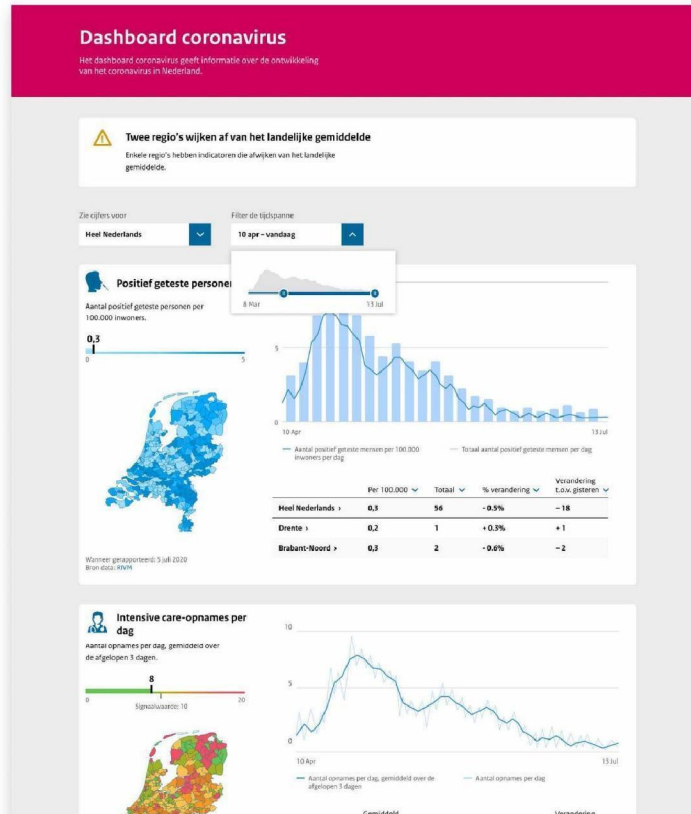 Dashboard coronavirus
Het dashboard coronavirus geeft informatie over de ontwikkeling
van het coronavirus in Nederland.
Twee regio's wijken af van het landelijke gemiddelde
Enkele regio's hebben indicatoren die afwijken van het landelijke
gemiddelde.
Zie cijfers voor
Filter de tijdspanne
Heel Nederlands
10 apr – vandaag
8 Mar
13 Jul
Positief geteste persone
Aantal positief geteste personen per
100.000 inwoners.
0,3
0
5
5
0
10 Apr
13 Jul
Aantal positief geteste mensen per 100.000
inwoners per dag
Totaal aantal positief geteste mensen per dag
Per 100.000
Totaal
% verandering
Verandering
t.o.v. gisteren
Heel Nederlands › 0,3 56 - 0.5% – 18
Drente › 0,2 1 + 0.3% + 1
Brabant-Noord › 0,3 2 - 0.6% – 2
Wanneer gerapporteerd: 5 juli 2020
Bron data: RIVM
Intensive care-opnames per
dag
Aantal opnames per dag, gemiddeld over
de afgelopen 3 dagen.
8
0
20
Signaalwaarde: 10
10
5
0
10 Apr
13 Jul
Aantal opnames per dag, gemiddeld over de
afgelopen 3 dagen
Aantal opnames per dag
Gemiddeld
Verandering